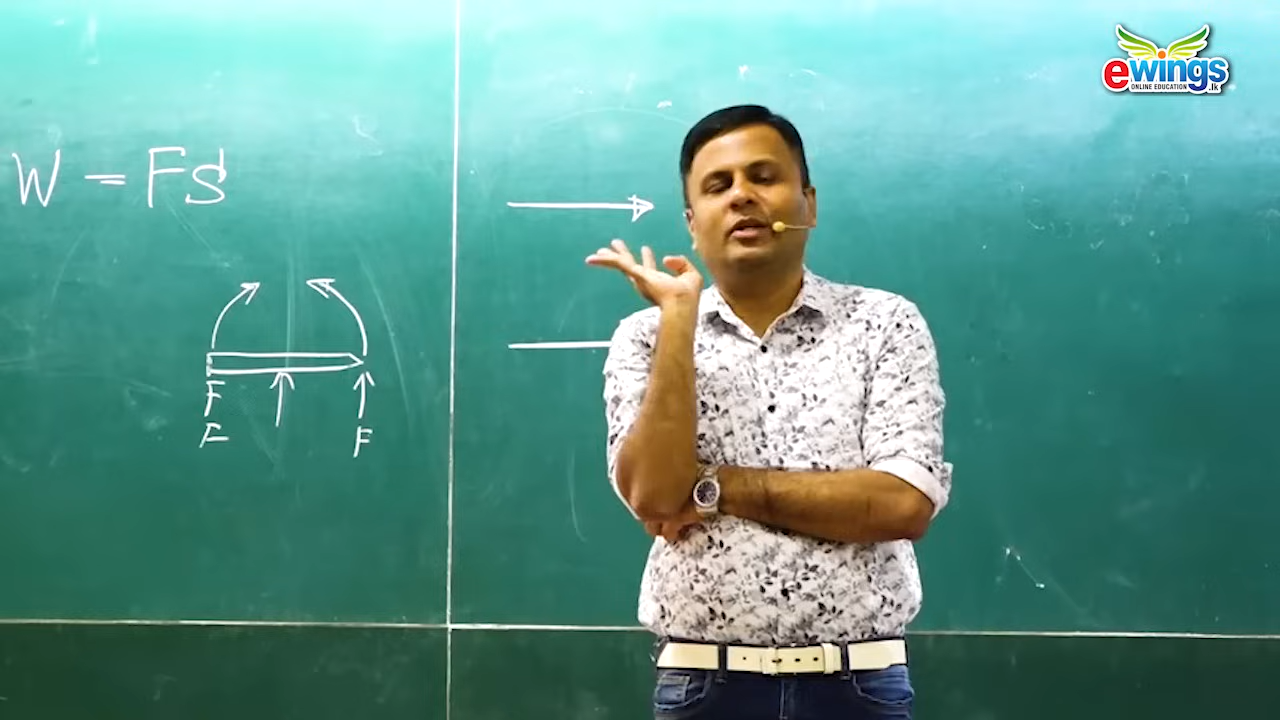 ewings
ONLINE EDUCATION .lk
W = FS
F
F
F